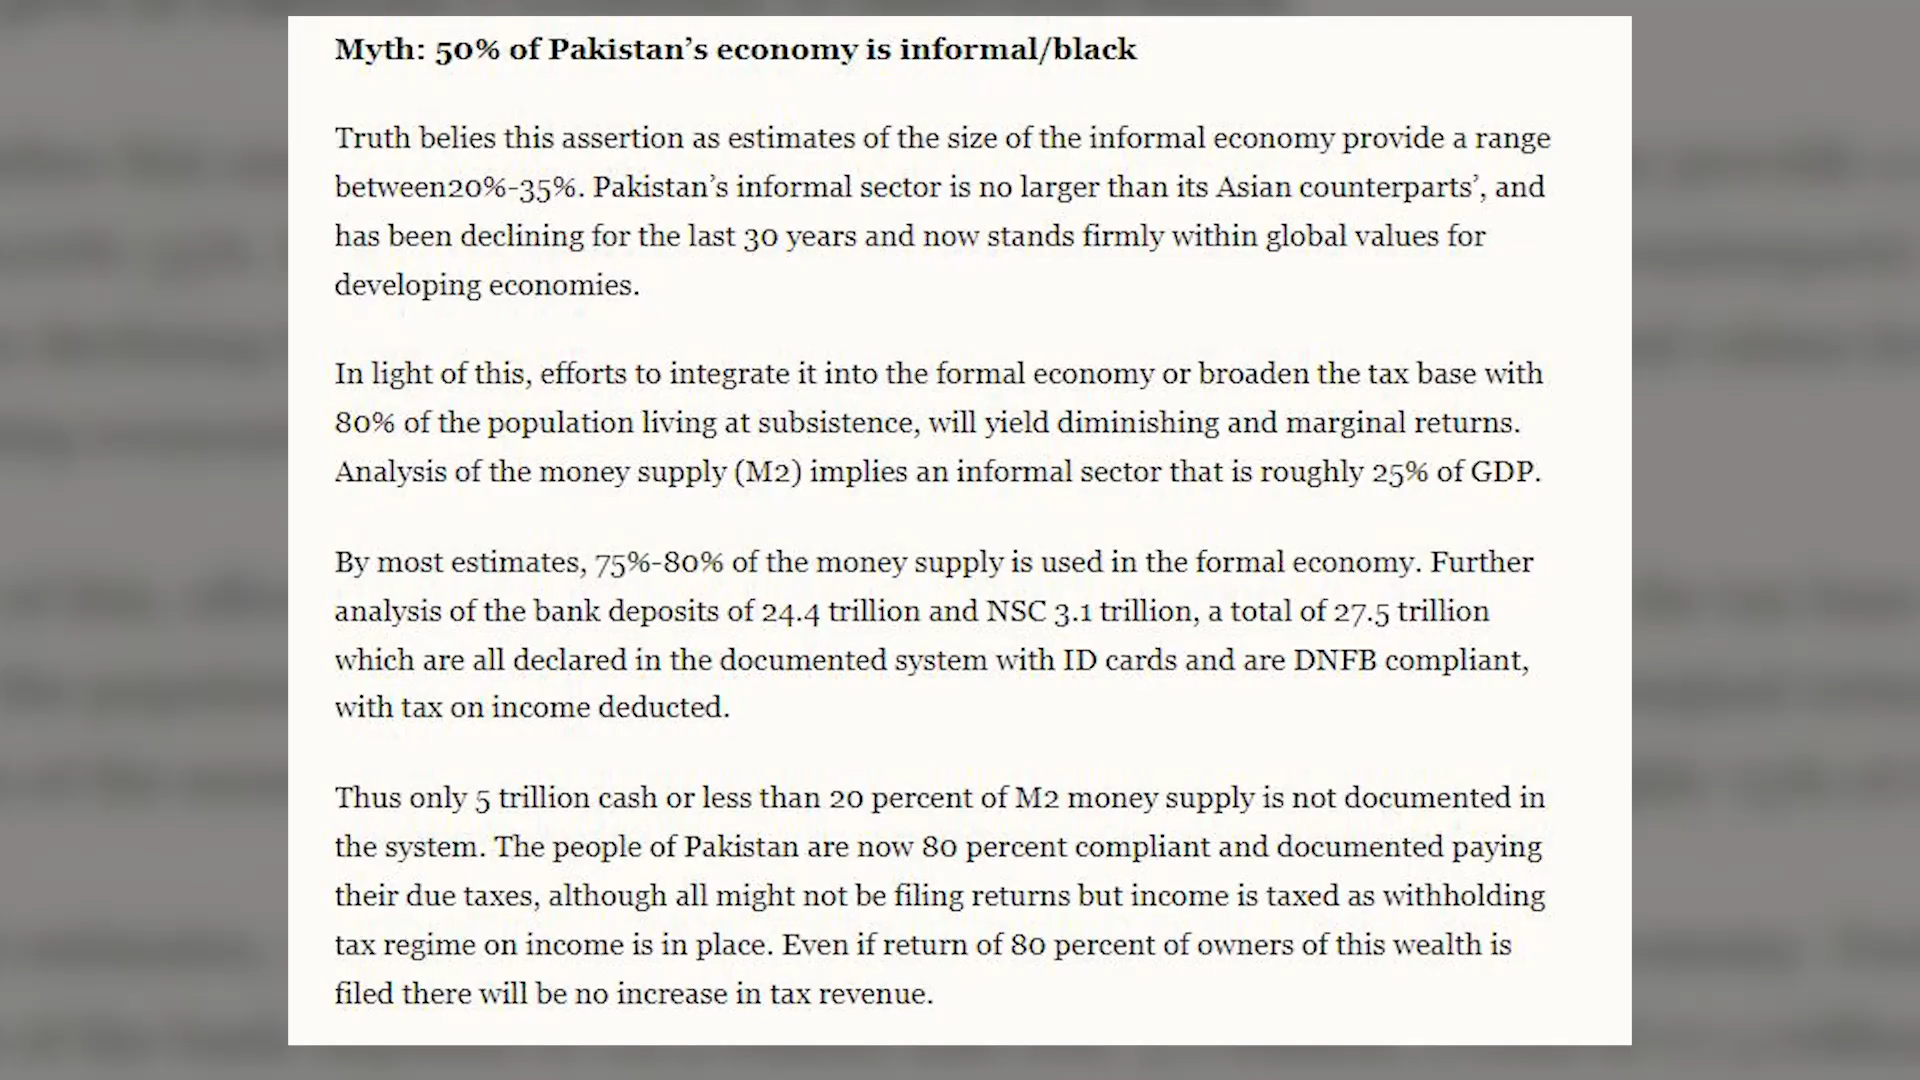 Myth: 50% of Pakistan’s economy is informal/black
Truth belies this assertion as estimates of the size of the informal economy provide a range
between20%-35%. Pakistan’s informal sector is no larger than its Asian counterparts’, and
has been declining for the last 30 years and now stands firmly within global values for
developing economies.
In light of this, efforts to integrate it into the formal economy or broaden the tax base with
80% of the population living at subsistence, will yield diminishing and marginal returns.
Analysis of the money supply (M2) implies an informal sector that is roughly 25% of GDP.
By most estimates, 75%-80% of the money supply is used in the formal economy. Further
analysis of the bank deposits of 24.4 trillion and NSC 3.1 trillion, a total of 27.5 trillion
which are all declared in the documented system with ID cards and are DNFB compliant,
with tax on income deducted.
Thus only 5 trillion cash or less than 20 percent of M2 money supply is not documented in
the system. The people of Pakistan are now 80 percent compliant and documented paying
their due taxes, although all might not be filing returns but income is taxed as withholding
tax regime on income is in place. Even if return of 80 percent of owners of this wealth is
filed there will be no increase in tax revenue.